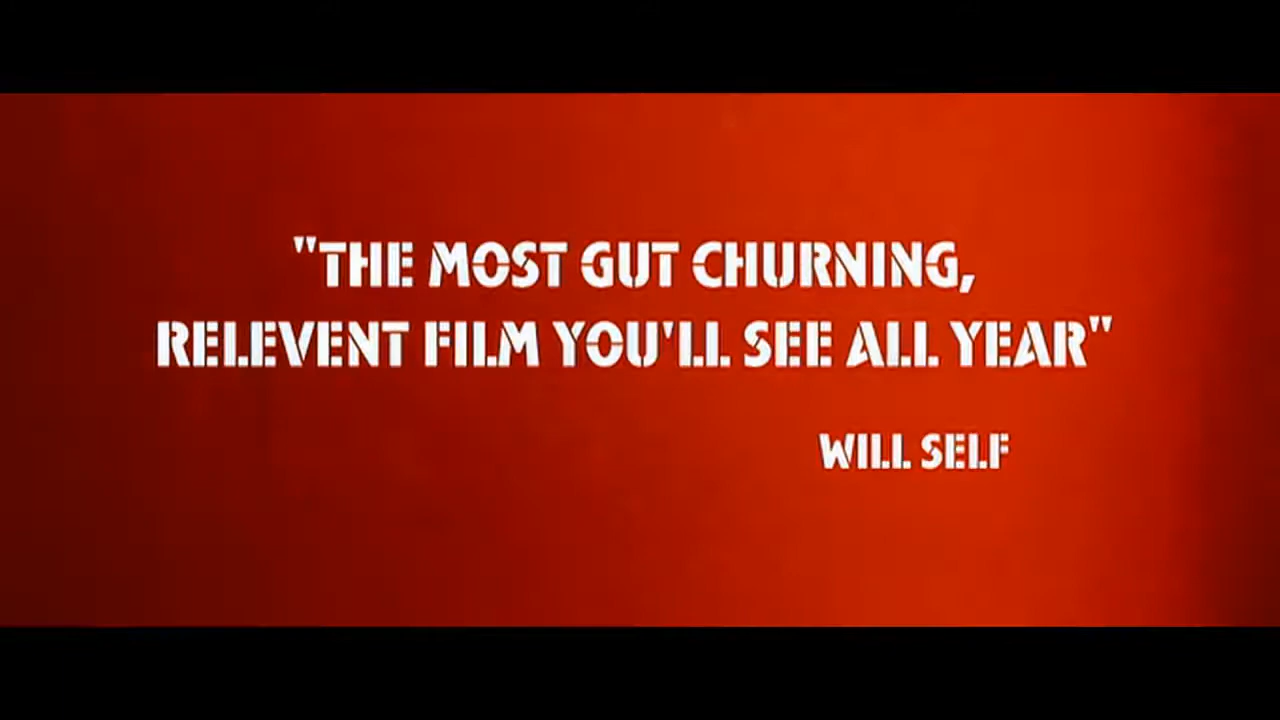 "THE MOST GUT CHURNING,
RELEVENT FILM YOU'LL SEE ALL YEAR"
WILL SELF